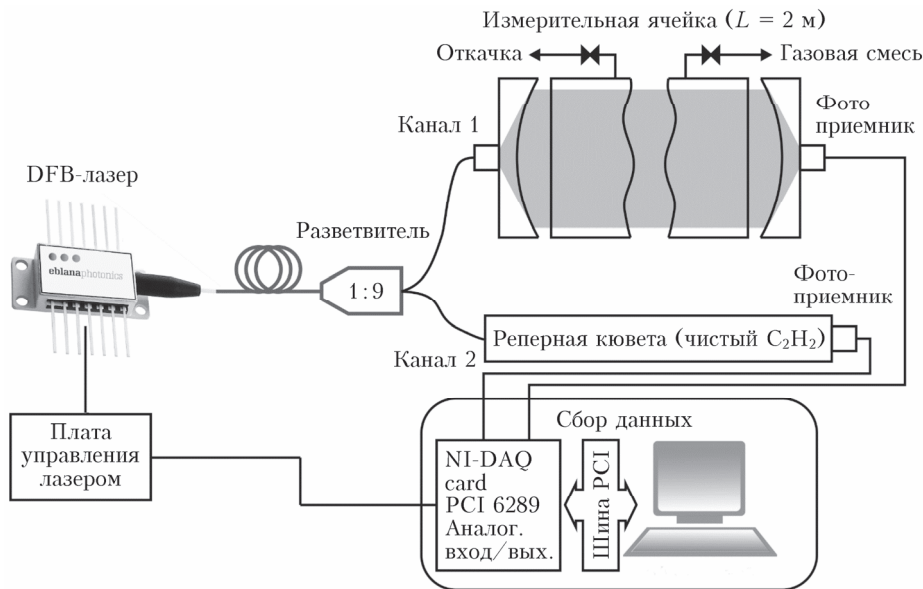 Измерительная ячейка (L = 2 м)
Откачка
Газовая смесь
Канал 1
Фото
приемник
DFB-лазер
eblanaphotonics
Разветвитель
1:9
Фото-
приемник
Реперная кювета (чистый C₂H₂)
Канал 2
Плата
управления
лазером
Сбор данных
NI-DAQ
card
PCI 6289
Аналог.
вход/вых.
Шина PCI